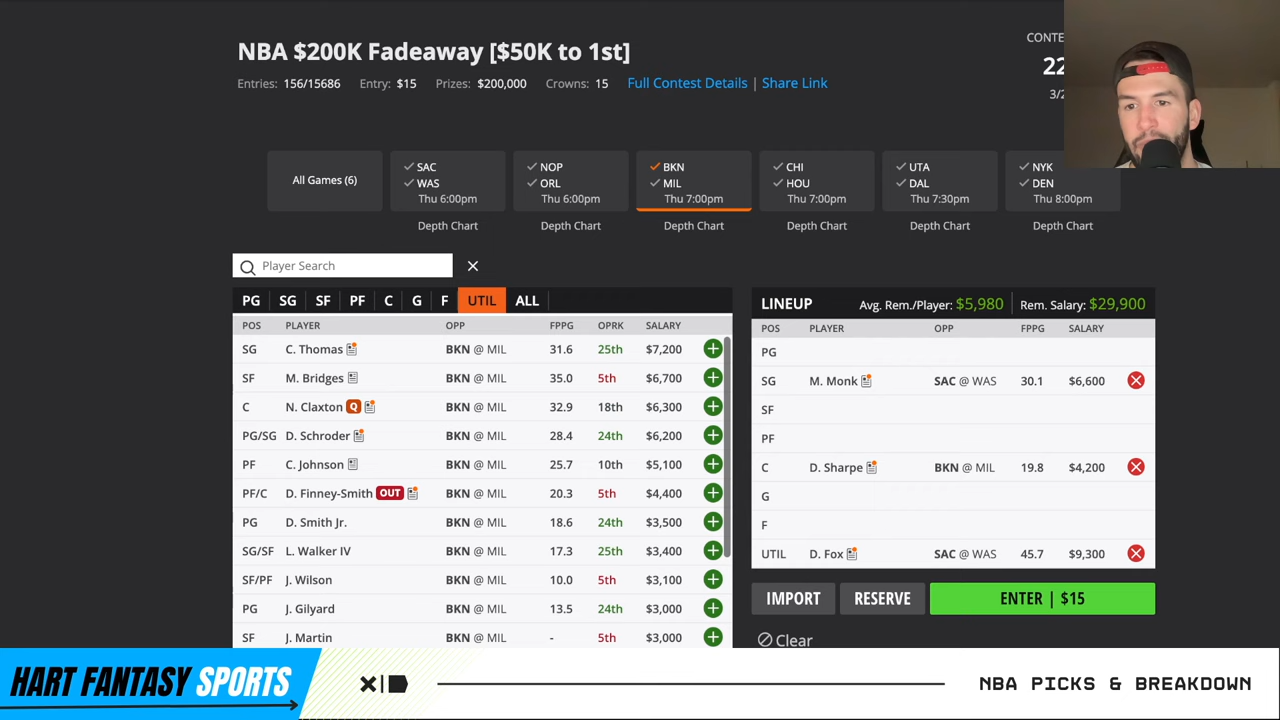 NBA $200K Fadeaway [$50K to 1st]
Entries: 156/15686 Entry: $15 Prizes: $200,000 Crowns: 15 Full Contest Details | Share Link
CONTE
22
3/2
All Games (6)
SAC
WAS
Thu 6:00pm
Depth Chart
NOP
ORL
Thu 6:00pm
Depth Chart
BKN
MIL
Thu 7:00pm
Depth Chart
CHI
HOU
Thu 7:00pm
Depth Chart
UTA
DAL
Thu 7:30pm
Depth Chart
NYK
DEN
Thu 8:00pm
Depth Chart
Player Search
PG SG SF PF C G F UTIL ALL
POS PLAYER OPP FPPG OPRK SALARY
SG C. Thomas BKN @ MIL 31.6 25th $7,200
SF M. Bridges BKN @ MIL 35.0 5th $6,700
C N. Claxton Q BKN @ MIL 32.9 18th $6,300
PG/SG D. Schroder BKN @ MIL 28.4 24th $6,200
PF C. Johnson BKN @ MIL 25.7 10th $5,100
PF/C D. Finney-Smith OUT BKN @ MIL 20.3 5th $4,400
PG D. Smith Jr. BKN @ MIL 18.6 24th $3,500
SG/SF L. Walker IV BKN @ MIL 17.3 25th $3,400
SF/PF J. Wilson BKN @ MIL 10.0 5th $3,100
PG J. Gilyard BKN @ MIL 13.5 24th $3,000
SF J. Martin BKN @ MIL - 5th $3,000
LINEUP Avg. Rem./Player: $5,980 Rem. Salary: $29,900
POS PLAYER OPP FPPG SALARY
PG
SG M. Monk SAC @ WAS 30.1 $6,600
SF
PF
C D. Sharpe BKN @ MIL 19.8 $4,200
G
F
UTIL D. Fox SAC @ WAS 45.7 $9,300
IMPORT RESERVE ENTER | $15
Clear
HART FANTASY SPORTS
NBA PICKS & BREAKDOWN